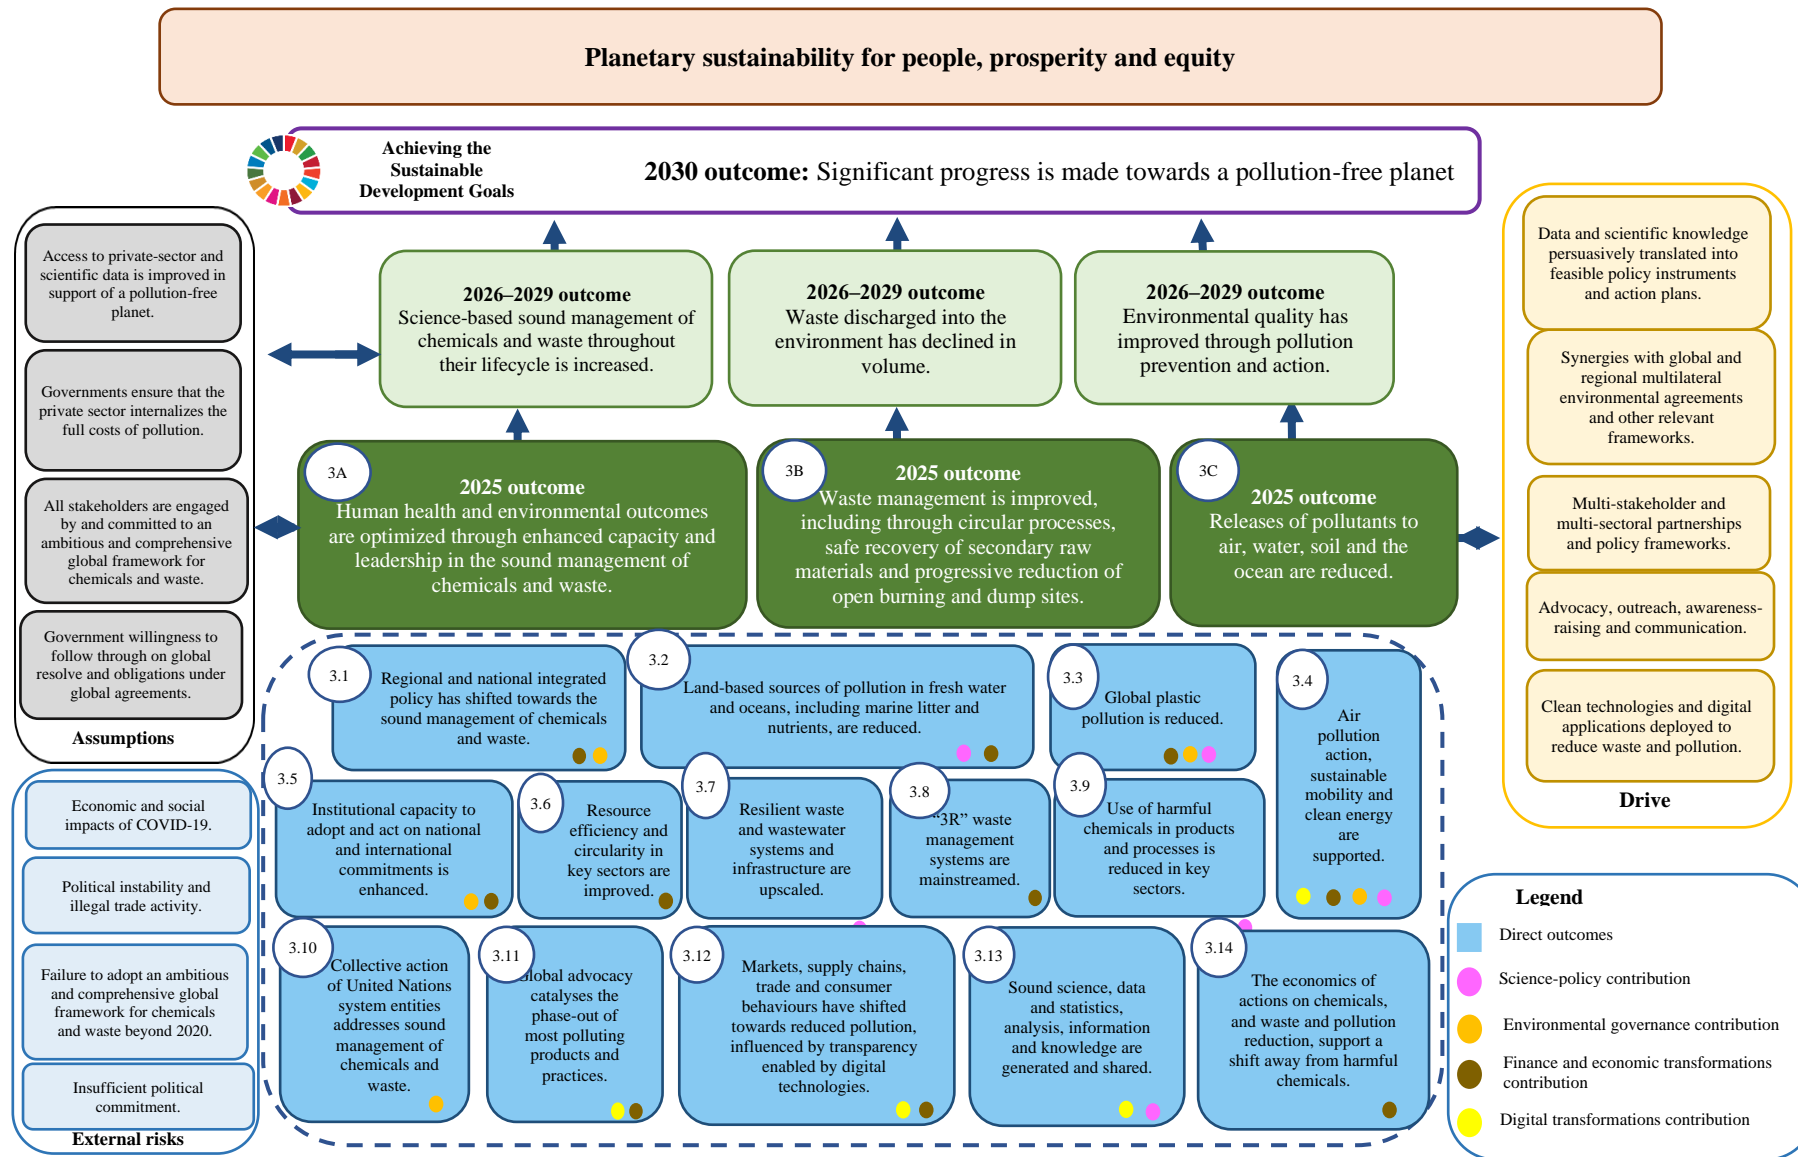 Planetary sustainability for people, prosperity and equity
Achieving the
Sustainable
Development Goals
2030 outcome: Significant progress is made towards a pollution-free planet
Access to private-sector and
scientific data is improved in
support of a pollution-free
planet.
Governments ensure that the
private sector internalizes the
full costs of pollution.
All stakeholders are engaged
by and committed to an
ambitious and comprehensive
global framework for
chemicals and waste.
Government willingness to
follow through on global
resolve and obligations under
global agreements.
Assumptions
Economic and social
impacts of COVID-19.
Political instability and
illegal trade activity.
Failure to adopt an ambitious
and comprehensive global
framework for chemicals
and waste beyond 2020.
Insufficient political
commitment.
External risks
2026–2029 outcome
Science-based sound management of
chemicals and waste throughout
their lifecycle is increased.
2026–2029 outcome
Waste discharged into the
environment has declined in
volume.
2026–2029 outcome
Environmental quality has
improved through pollution
prevention and action.
3A
2025 outcome
Human health and environmental outcomes
are optimized through enhanced capacity and
leadership in the sound management of
chemicals and waste.
3B
2025 outcome
Waste management is improved,
including through circular processes,
safe recovery of secondary raw
materials and progressive reduction of
open burning and dump sites.
3C
2025 outcome
Releases of pollutants to
air, water, soil and the
ocean are reduced.
3.1
Regional and national integrated
policy has shifted towards the
sound management of chemicals
and waste.
3.2
Land-based sources of pollution in fresh water
and oceans, including marine litter and
nutrients, are reduced.
3.3
Global plastic
pollution is reduced.
3.4
Air
pollution
action,
sustainable
mobility and
clean energy
are
supported.
3.5
Institutional capacity to
adopt and act on national
and international
commitments is
enhanced.
3.6
Resource
efficiency and
circularity in
key sectors are
improved.
3.7
Resilient waste
and wastewater
systems and
infrastructure are
upscaled.
3.8
“3R” waste
management
systems are
mainstreamed.
3.9
Use of harmful
chemicals in products
and processes is
reduced in key
sectors.
3.10
Collective action
of United Nations
system entities
addresses sound
management of
chemicals and
waste.
3.11
Global advocacy
catalyses the
phase-out of
most polluting
products and
practices.
3.12
Markets, supply chains,
trade and consumer
behaviours have shifted
towards reduced pollution,
influenced by transparency
enabled by digital
technologies.
3.13
Sound science, data
and statistics,
analysis, information
and knowledge are
generated and shared.
3.14
The economics of
actions on chemicals,
and waste and pollution
reduction, support a
shift away from harmful
chemicals.
Data and scientific knowledge
persuasively translated into
feasible policy instruments
and action plans.
Synergies with global and
regional multilateral
environmental agreements
and other relevant
frameworks.
Multi-stakeholder and
multi-sectoral partnerships
and policy frameworks.
Advocacy, outreach, awareness-
raising and communication.
Clean technologies and digital
applications deployed to
reduce waste and pollution.
Drive
Legend
Direct outcomes
Science-policy contribution
Environmental governance contribution
Finance and economic transformations
contribution
Digital transformations contribution